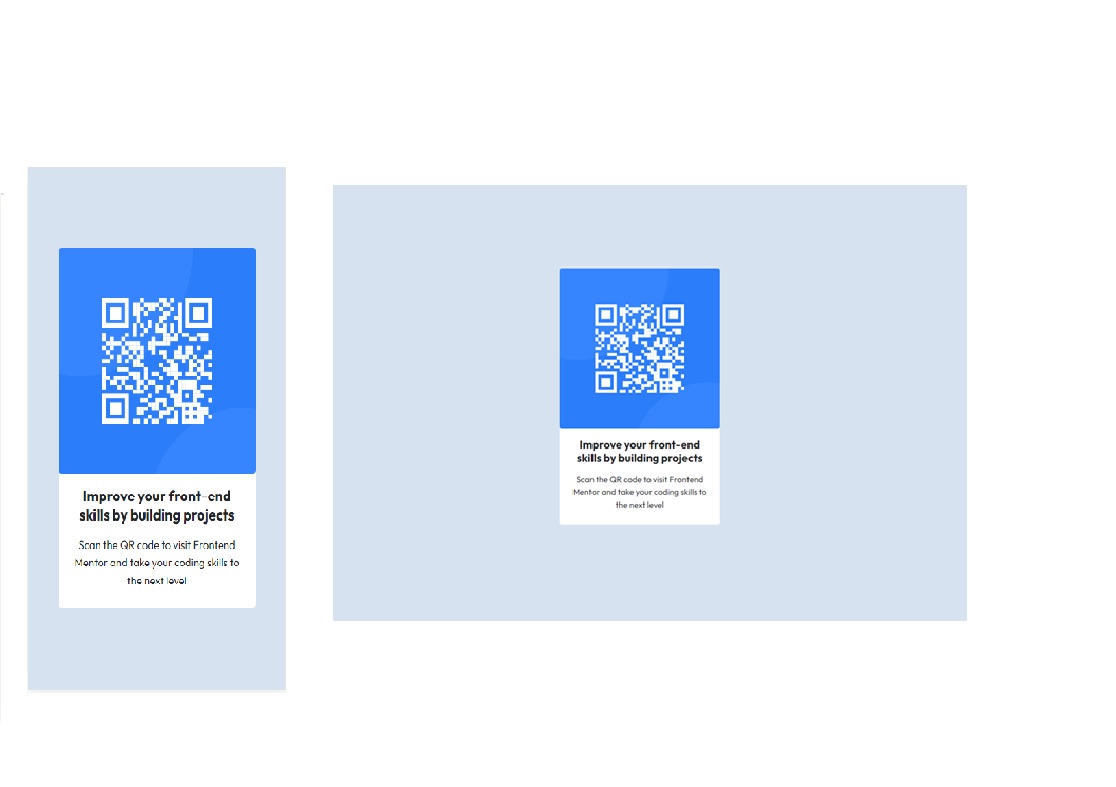 Improve your front-end
skills by building projects
Scan the QR code to visit Frontend
Mentor and take your coding skills to
the next level
Improve your front-end
skills by building projects
Scan the QR code to visit Frontend
Mentor and take your coding skills to
the next level